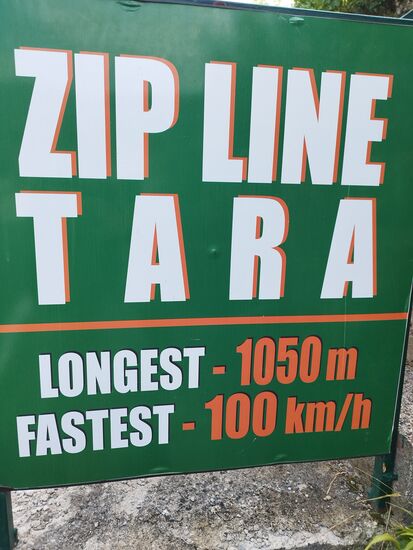 ZIP LINE
TARA
LONGEST - 1050 m
FASTEST - 100 km/h